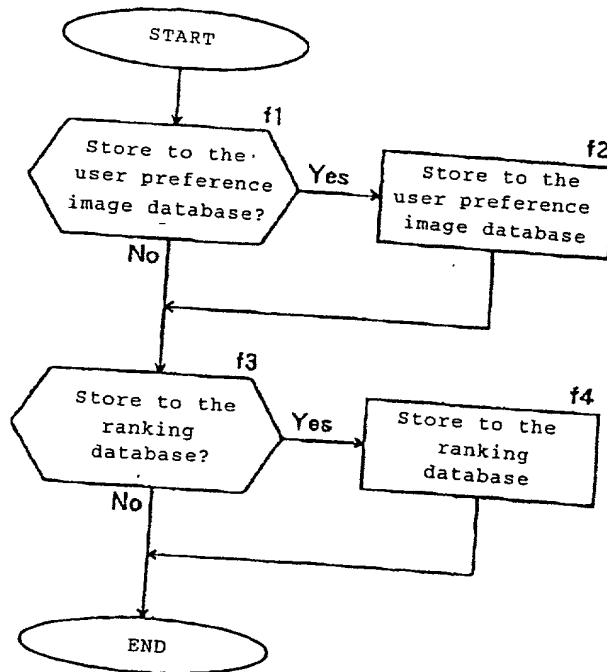 START
f1
Store to the
user preference
image database?
Yes
f2
Store to the
user preference
image database
No
f3
Store to the
ranking
database?
Yes
f4
Store to the
ranking
database
No
END